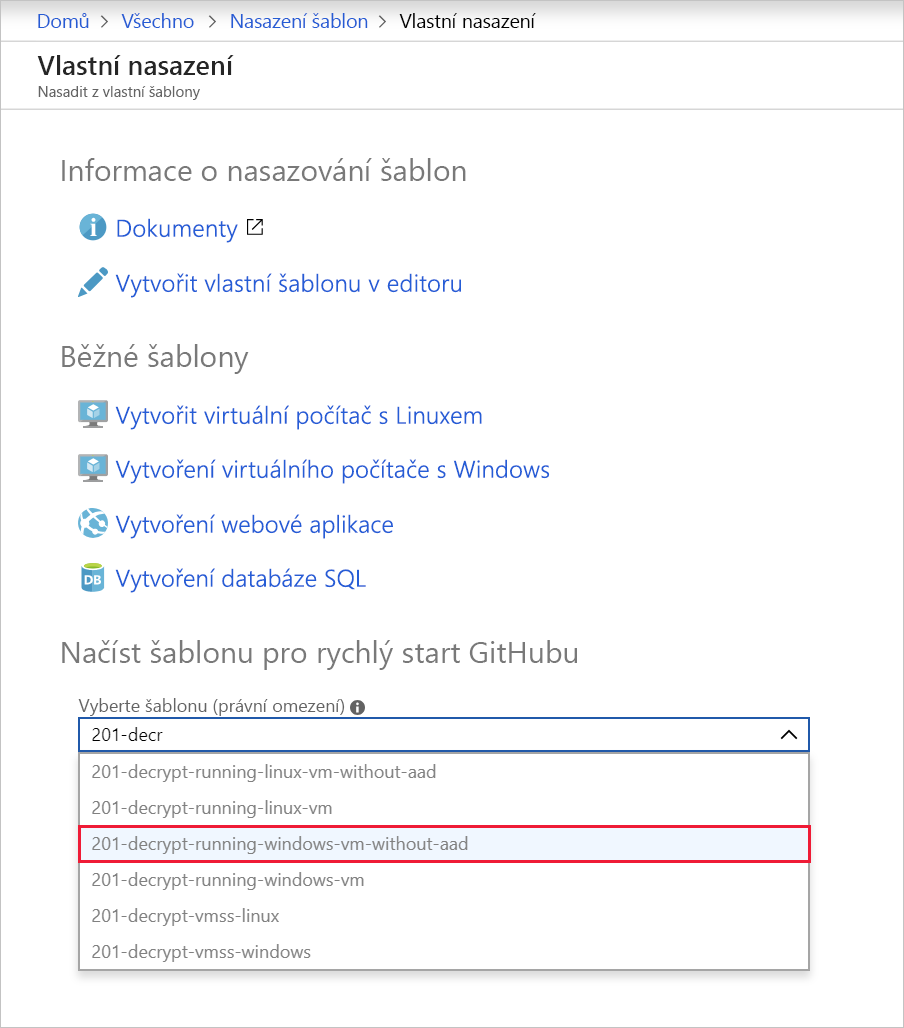 Domů > Všechno > Nasazení šablon > Vlastní nasazení
Vlastní nasazení
Nasadit z vlastní šablony
Informace o nasazování šablon
Dokumenty
Vytvořit vlastní šablonu v editoru
Běžné šablony
Vytvořit virtuální počítač s Linuxem
Vytvoření virtuálního počítače s Windows
Vytvoření webové aplikace
DB Vytvoření databáze SQL
Načíst šablonu pro rychlý start GitHubu
Vyberte šablonu (právní omezení)
201-decr
201-decrypt-running-linux-vm-without-aad
201-decrypt-running-linux-vm
201-decrypt-running-windows-vm-without-aad
201-decrypt-running-windows-vm
201-decrypt-vmss-linux
201-decrypt-vmss-windows